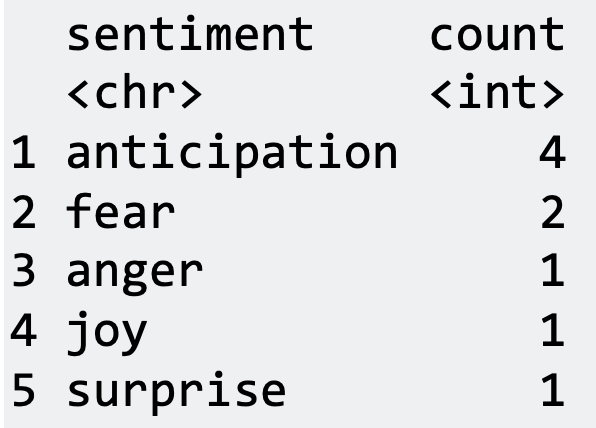 sentiment count
<chr> <int>
1 anticipation 4
2 fear 2
3 anger 1
4 joy 1
5 surprise 1